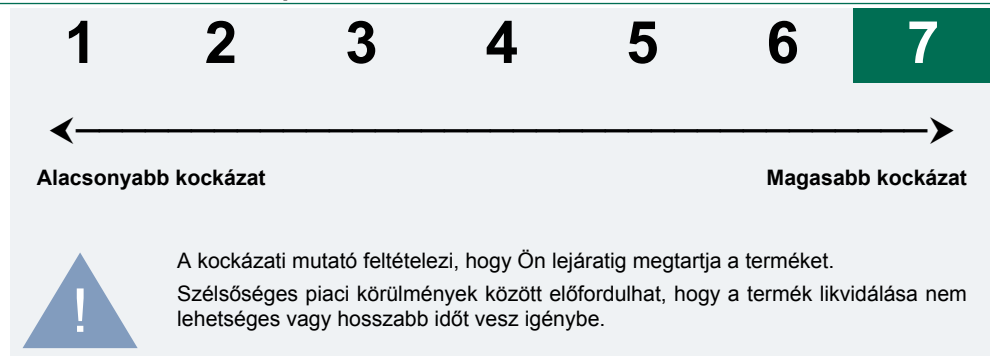 1 2 3 4 5 6 7
Alacsonyabb kockázat Magasabb kockázat
A kockázati mutató feltételezi, hogy Ön lejáratig megtartja a terméket.
Szélsőséges piaci körülmények között előfordulhat, hogy a termék likvidálása nem
lehetséges vagy hosszabb időt vesz igénybe.
!